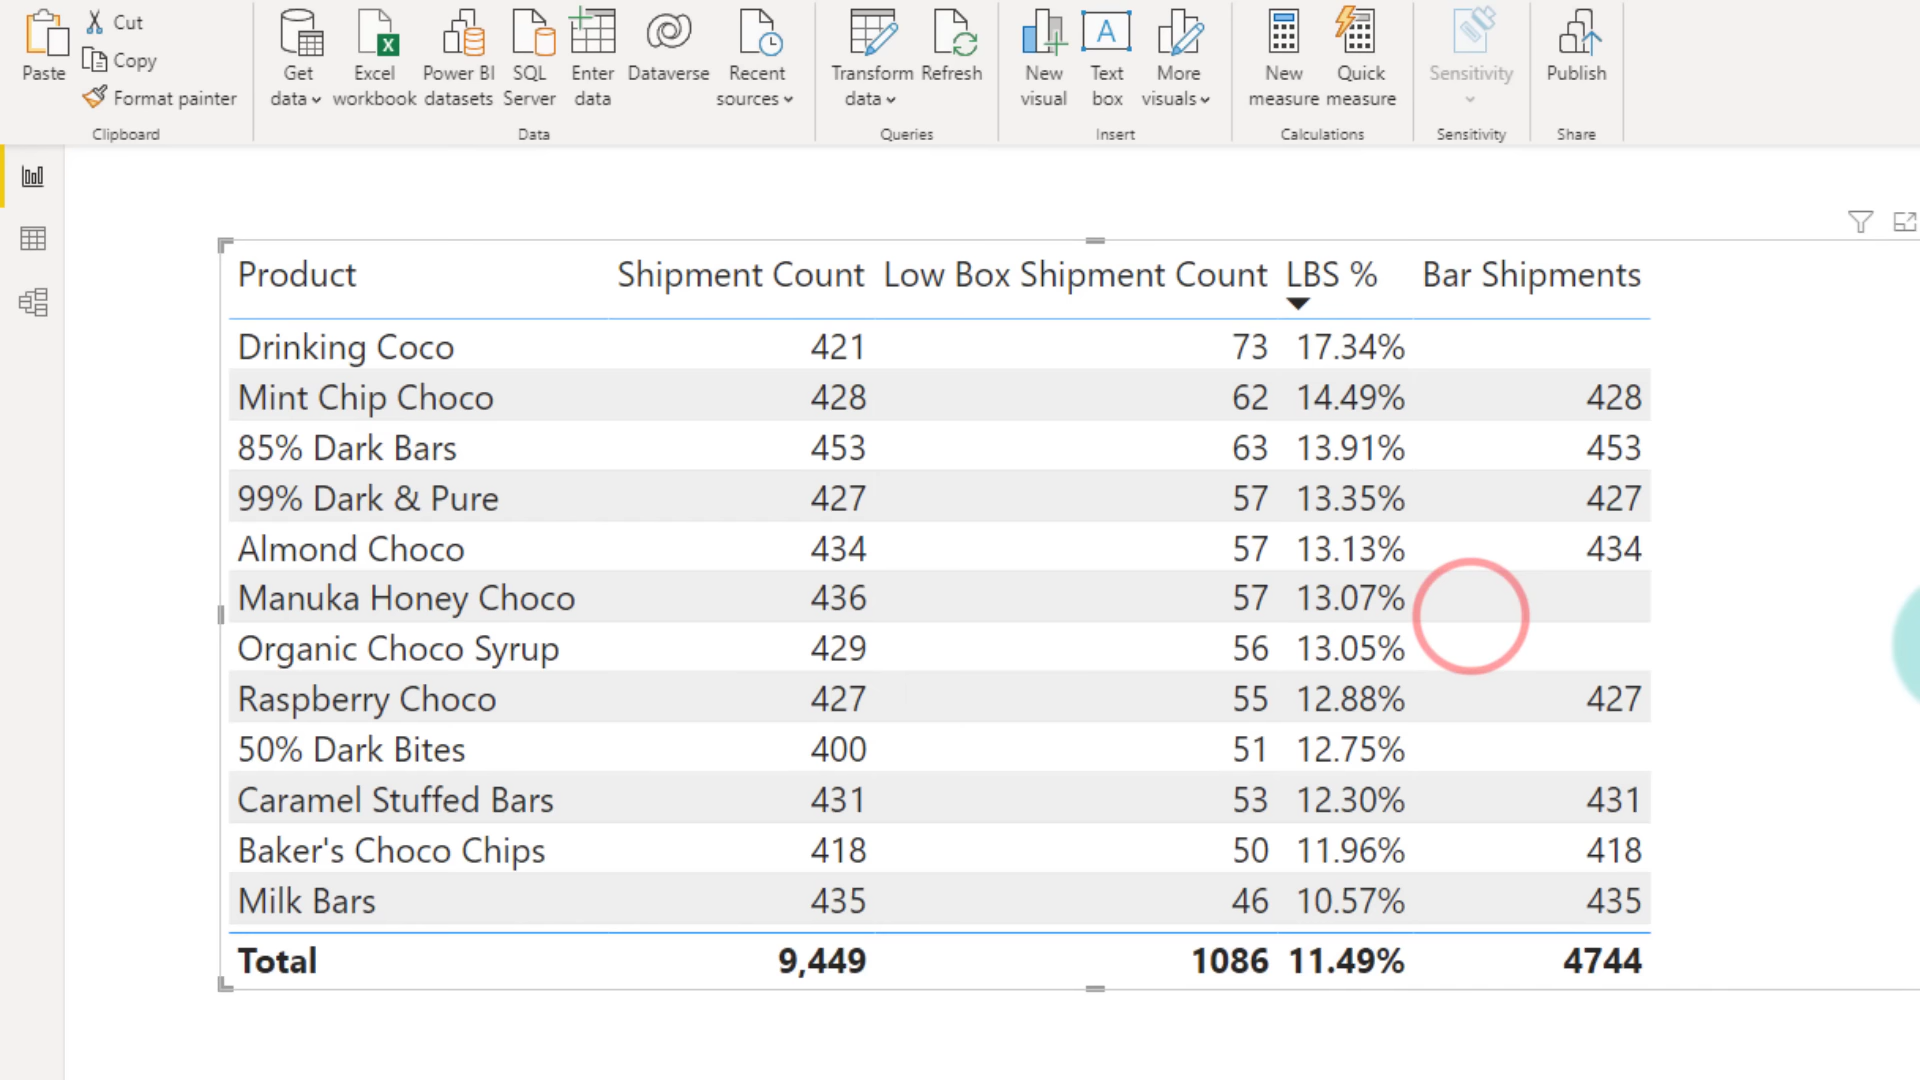 Paste
Cut
Copy
Format painter
Clipboard
Get data
Excel workbook
Power BI datasets
SQL Server
Enter data
Dataverse
Recent sources
Data
Transform data
Refresh
Queries
New visual
A
Text box
More visuals
Insert
New measure
Quick measure
Calculations
Sensitivity
Sensitivity
Publish
Share
Product Shipment Count Low Box Shipment Count LBS % Bar Shipments
Drinking Coco 421 73 17.34%
Mint Chip Choco 428 62 14.49% 428
85% Dark Bars 453 63 13.91% 453
99% Dark & Pure 427 57 13.35% 427
Almond Choco 434 57 13.13% 434
Manuka Honey Choco 436 57 13.07%
Organic Choco Syrup 429 56 13.05%
Raspberry Choco 427 55 12.88% 427
50% Dark Bites 400 51 12.75%
Caramel Stuffed Bars 431 53 12.30% 431
Baker's Choco Chips 418 50 11.96% 418
Milk Bars 435 46 10.57% 435
Total 9,449 1086 11.49% 4744